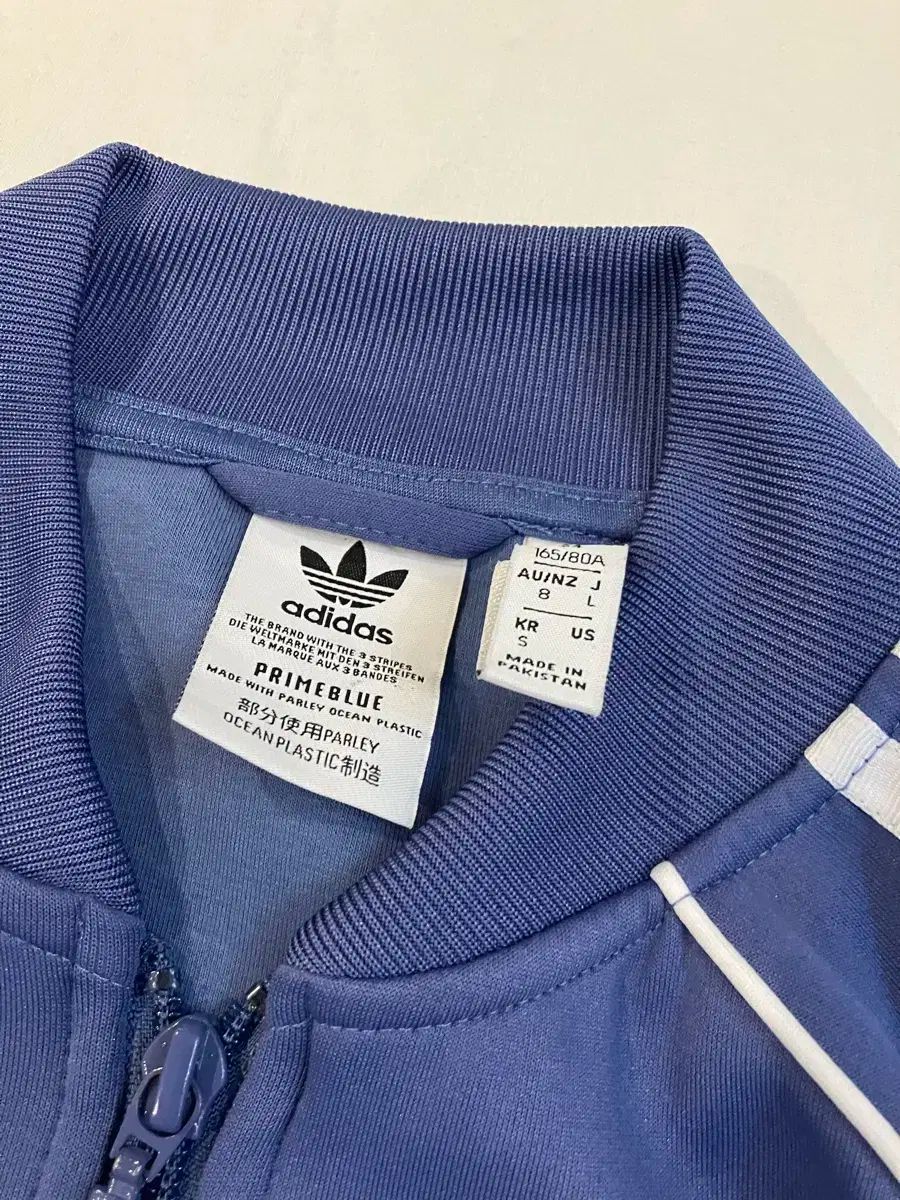 adidas
THE BRAND WITH THE 3 STRIPES
DIE WELTMARKE MIT DEN 3 STREIFEN
LA MARQUE AUX 3 BANDES
PRIMEBLUE
MADE WITH PARLEY OCEAN PLASTIC
部分使用PARLEY
OCEAN PLASTIC制造
165/80A
AU/NZ J
8 L
KR US
S
MADE IN
PAKISTAN